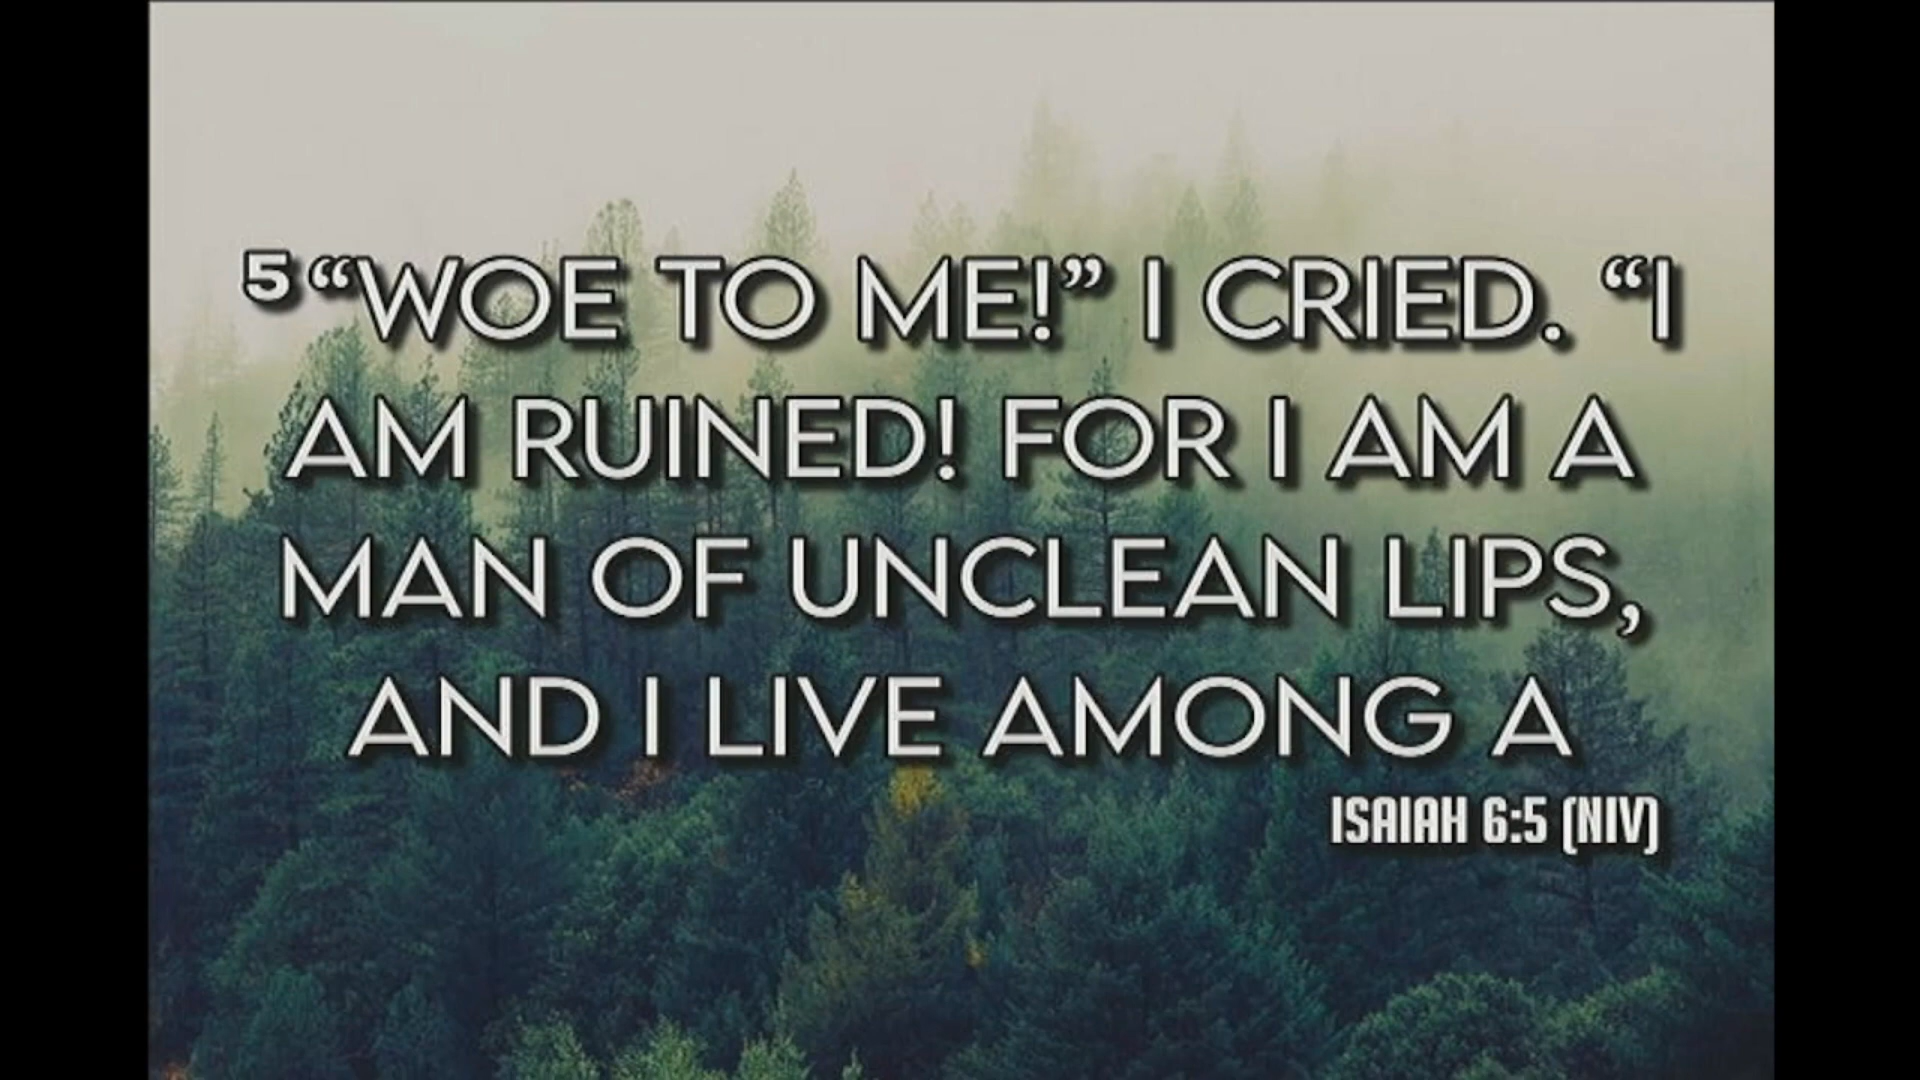 ⁵ “WOE TO ME!” I CRIED. “I
AM RUINED! FOR I AM A
MAN OF UNCLEAN LIPS,
AND I LIVE AMONG A
ISAIAH 6:5 (NIV)